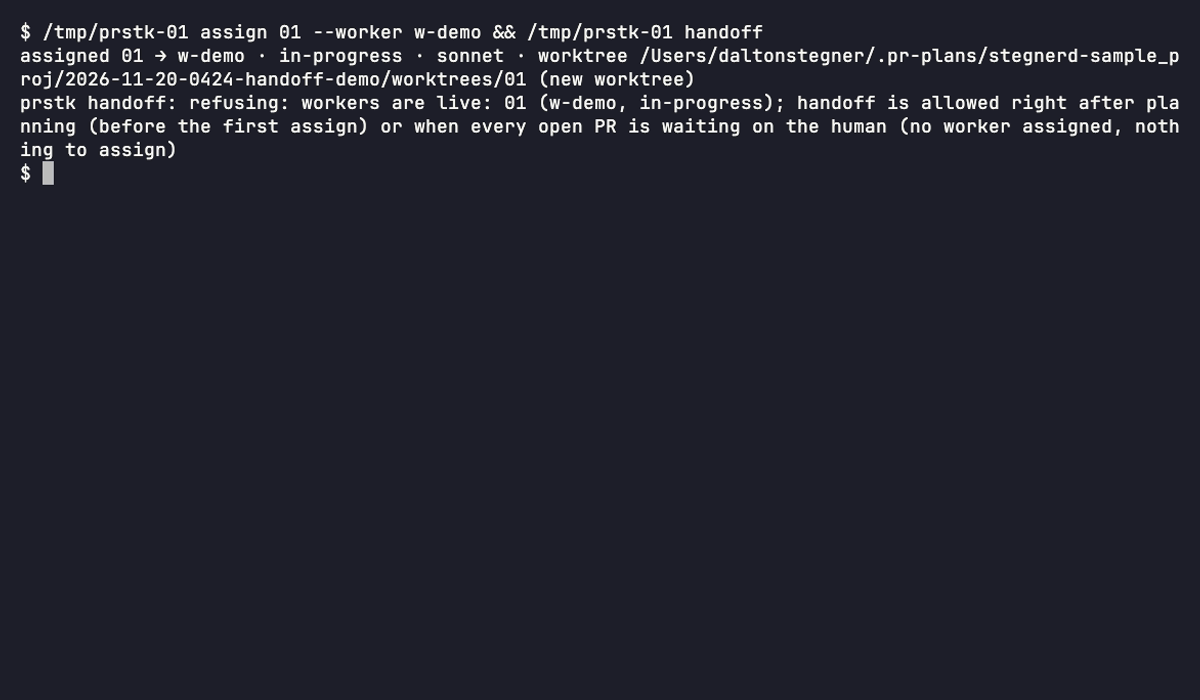 $ /tmp/prstk-01 assign 01 --worker w-demo && /tmp/prstk-01 handoff
assigned 01 → w-demo · in-progress · sonnet · worktree /Users/daltonstegner/.pr-plans/stegnerd-sample_p
roj/2026-11-20-0424-handoff-demo/worktrees/01 (new worktree)
prstk handoff: refusing: workers are live: 01 (w-demo, in-progress); handoff is allowed right after pla
nning (before the first assign) or when every open PR is waiting on the human (no worker assigned, noth
ing to assign)
$